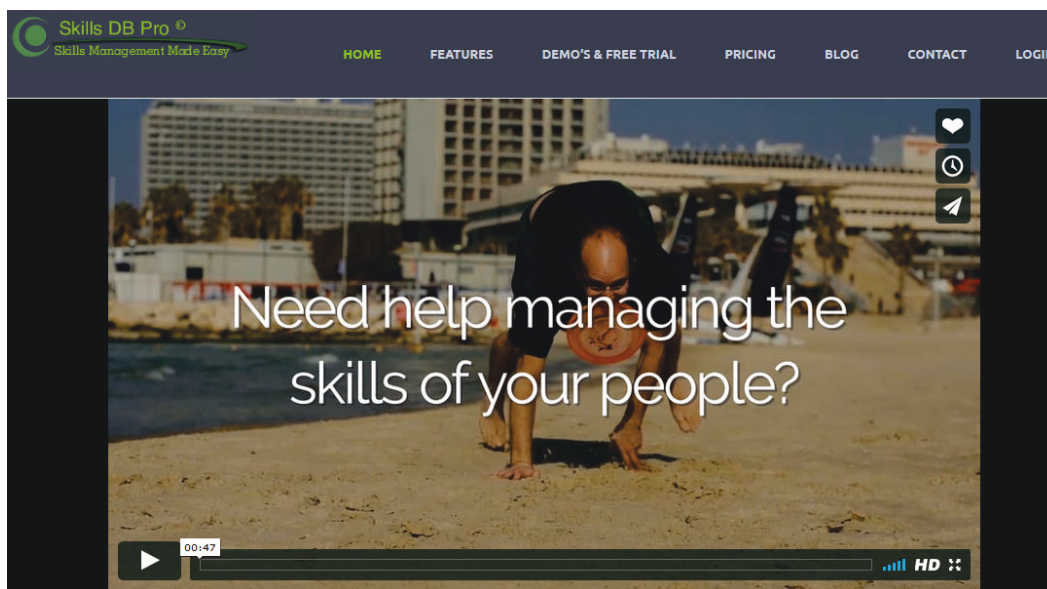 Skills DB Pro ©
Skills Management Made Easy
HOME FEATURES DEMO'S & FREE TRIAL PRICING BLOG CONTACT LOGI
Need help managing the
skills of your people?
00:47
HD